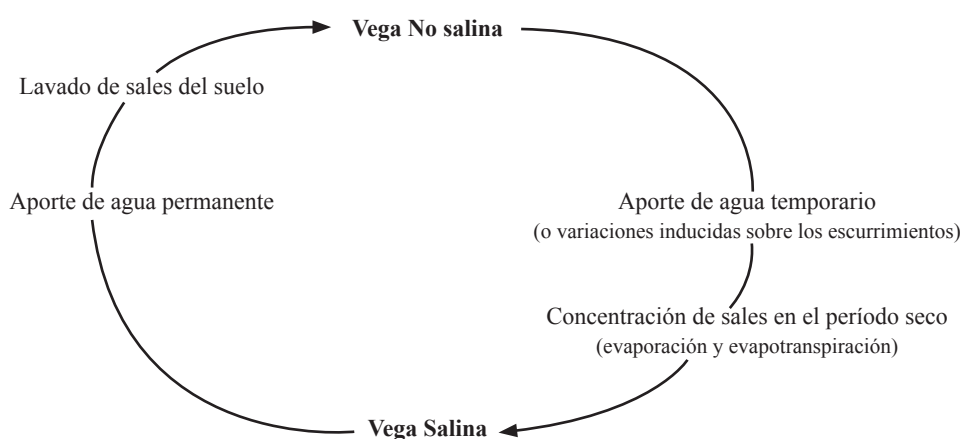 Vega No salina
Lavado de sales del suelo
Aporte de agua permanente
Aporte de agua temporario
(o variaciones inducidas sobre los escurrimientos)
Concentración de sales en el período seco
(evaporación y evapotranspiración)
Vega Salina